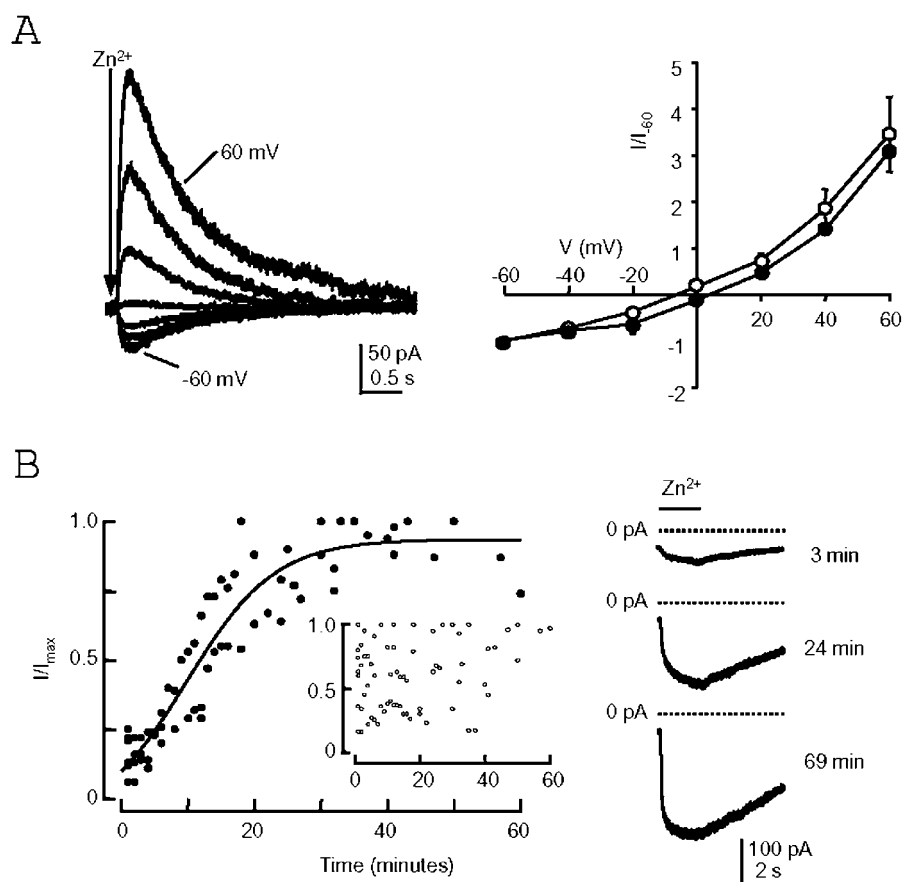 A
Zn²⁺
60 mV
-60 mV
50 pA
0.5 s
I/I-60
5
4
3
2
1
-1
-2
V (mV)
-60 -40 -20
20 40 60
B
I/Imax
1.0
0.5
0
0 20 40 60
Time (minutes)
1.0
0.5
0
0 20 40 60
Zn²⁺
0 pA
3 min
0 pA
24 min
0 pA
69 min
100 pA
2 s